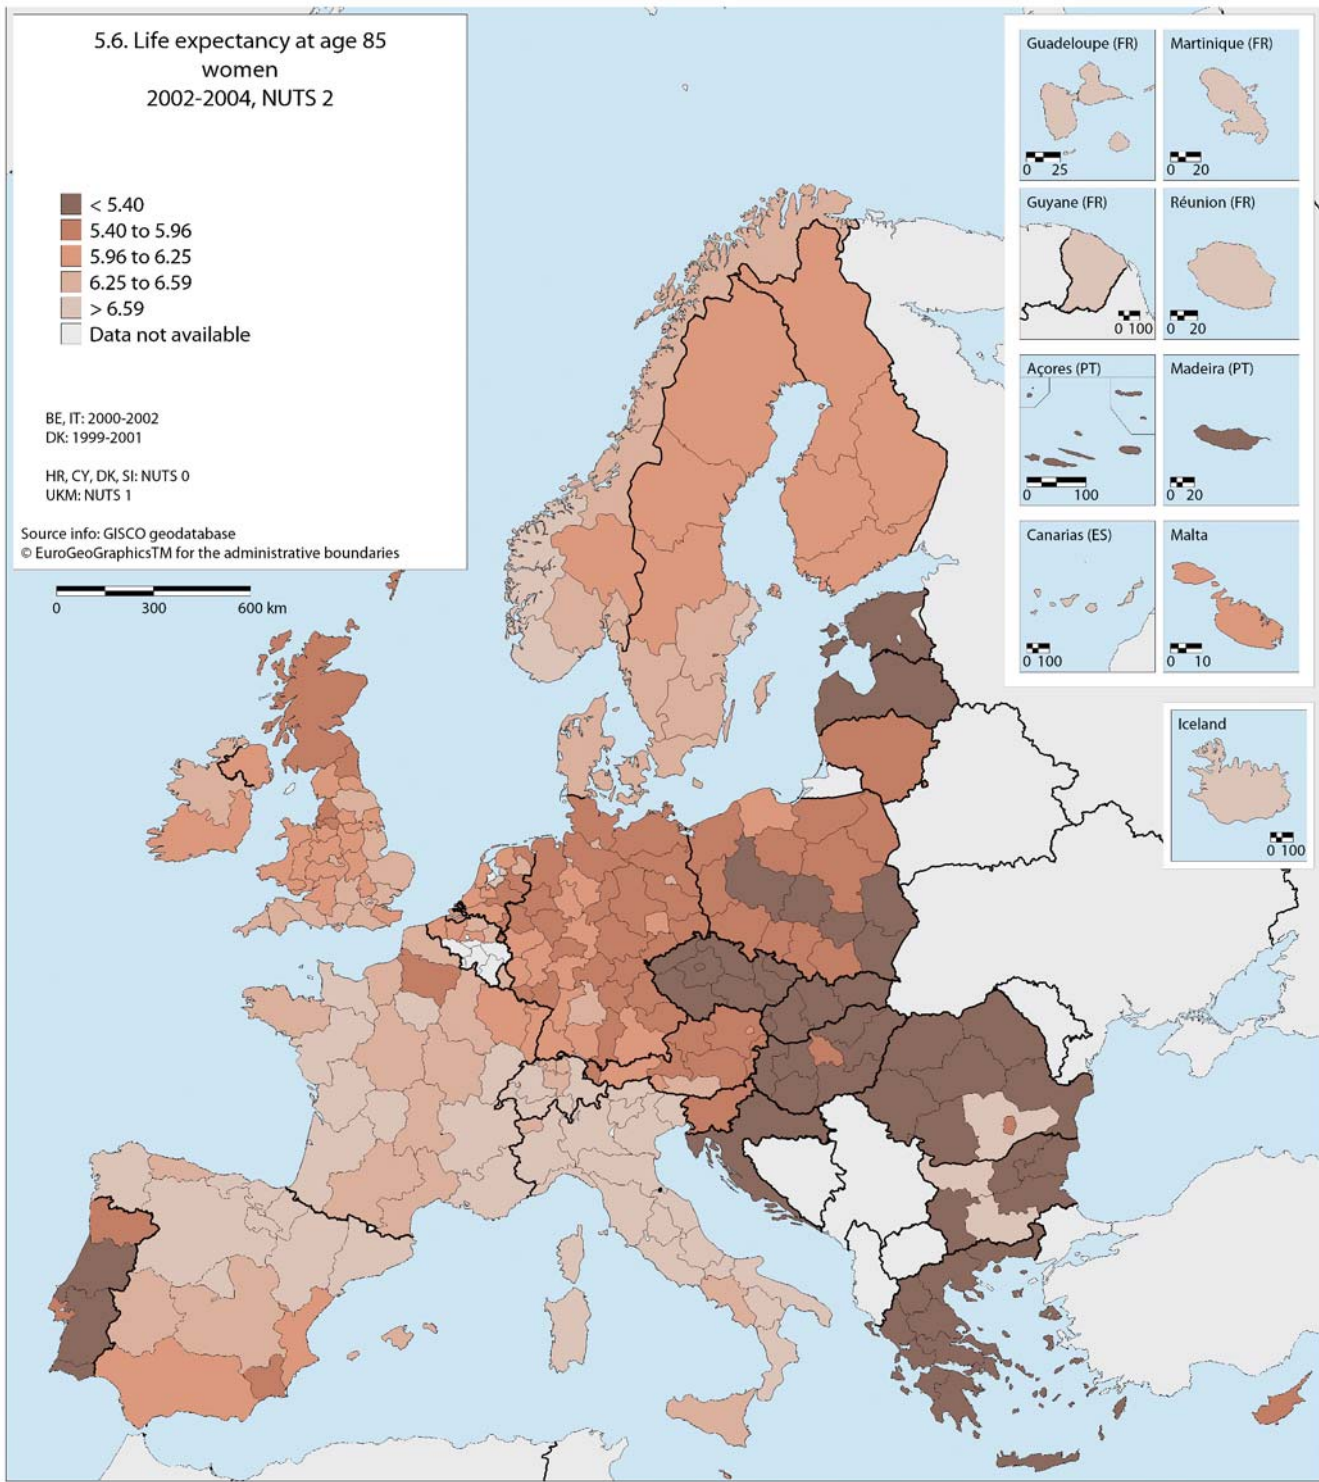 5.6. Life expectancy at age 85
women
2002-2004, NUTS 2
< 5.40
5.40 to 5.96
5.96 to 6.25
6.25 to 6.59
> 6.59
Data not available
BE, IT: 2000-2002
DK: 1999-2001
HR, CY, DK, SI: NUTS 0
UKM: NUTS 1
Source info: GISCO geodatabase
© EuroGeoGraphicsTM for the administrative boundaries
0 300 600 km
Guadeloupe (FR)
0 25
Martinique (FR)
0 20
Guyane (FR)
0 100
Réunion (FR)
0 20
Açores (PT)
0 100
Madeira (PT)
0 20
Canarias (ES)
0 100
Malta
0 10
Iceland
0 100